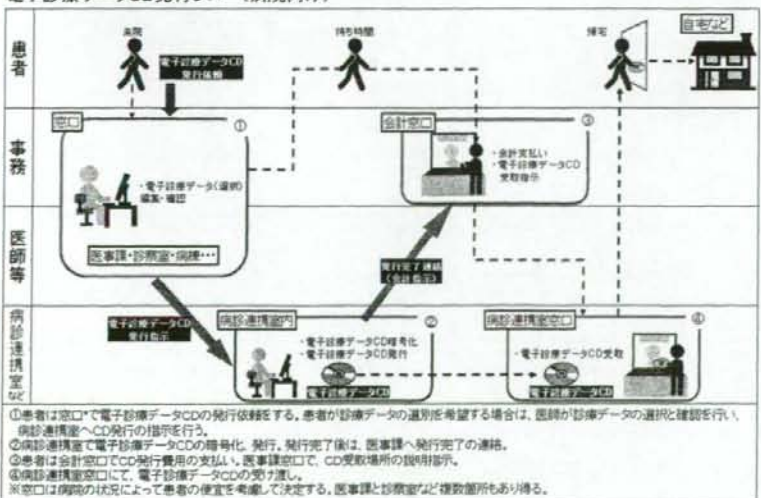 患者
来院
電子診療データCD
発行依頼
待ち時間
帰宅
自宅など
事務
窓口
①
・電子診療データ(選択)
編集・確認
会計窓口
③
・会計支払い
・電子診療データCD
受取指示
医師等
医事課・診察室・病棟・・・
発行完了連絡
(会計指示)
電子診療データCD
発行指示
病診連携室など
病診連携室内
②
・電子診療データCD暗号化
・電子診療データCD発行
電子診療データCD
病診連携室窓口
④
・電子診療データCD受取
電子診療データCD
①患者は窓口*で電子診療データCDの発行依頼をする。患者が診療データの選別を希望する場合は、医師が診療データの選択と確認を行い、
病診連携室へCD発行の指示を行う。
②病診連携室で電子診療データCDの暗号化、発行。発行完了後は、医事課へ発行完了の連絡。
③患者は会計窓口でCD発行費用の支払い。医事課窓口で、CD受取場所の説明指示。
④病診連携室窓口にて、電子診療データCDの受け渡し。
※窓口は病院の状況によって患者の便宜を考慮して決定する。医事課と診察室など複数箇所もあり得る。